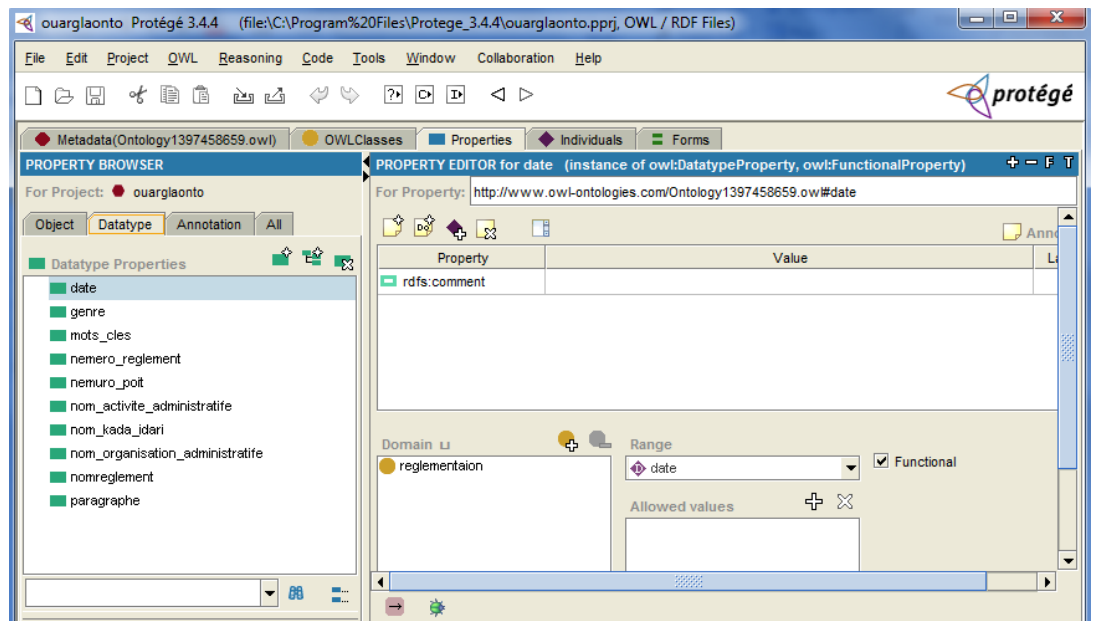 ouarglaonto Protégé 3.4.4 (file:\C:\Program%20Files\Protege_3.4.4\ouarglaonto.pprj, OWL / RDF Files)
File Edit Project OWL Reasoning Code Tools Window Collaboration Help
protégé
Metadata(Ontology1397458659.owl) OWLClasses Properties Individuals Forms
PROPERTY BROWSER
For Project: ouarglaonto
Object Datatype Annotation All
Datatype Properties
date
genre
mots_cles
nemero_reglement
nemuro_poit
nom_activite_administratife
nom_kada_idari
nom_organisation_administratife
nomreglement
paragraphe
PROPERTY EDITOR for date (instance of owl:DatatypeProperty, owl:FunctionalProperty) F T
For Property: http://www.owl-ontologies.com/Ontology1397458659.owl#date
Property Value
rdfs:comment
Domain
reglementaion
Range
date
Functional
Allowed values